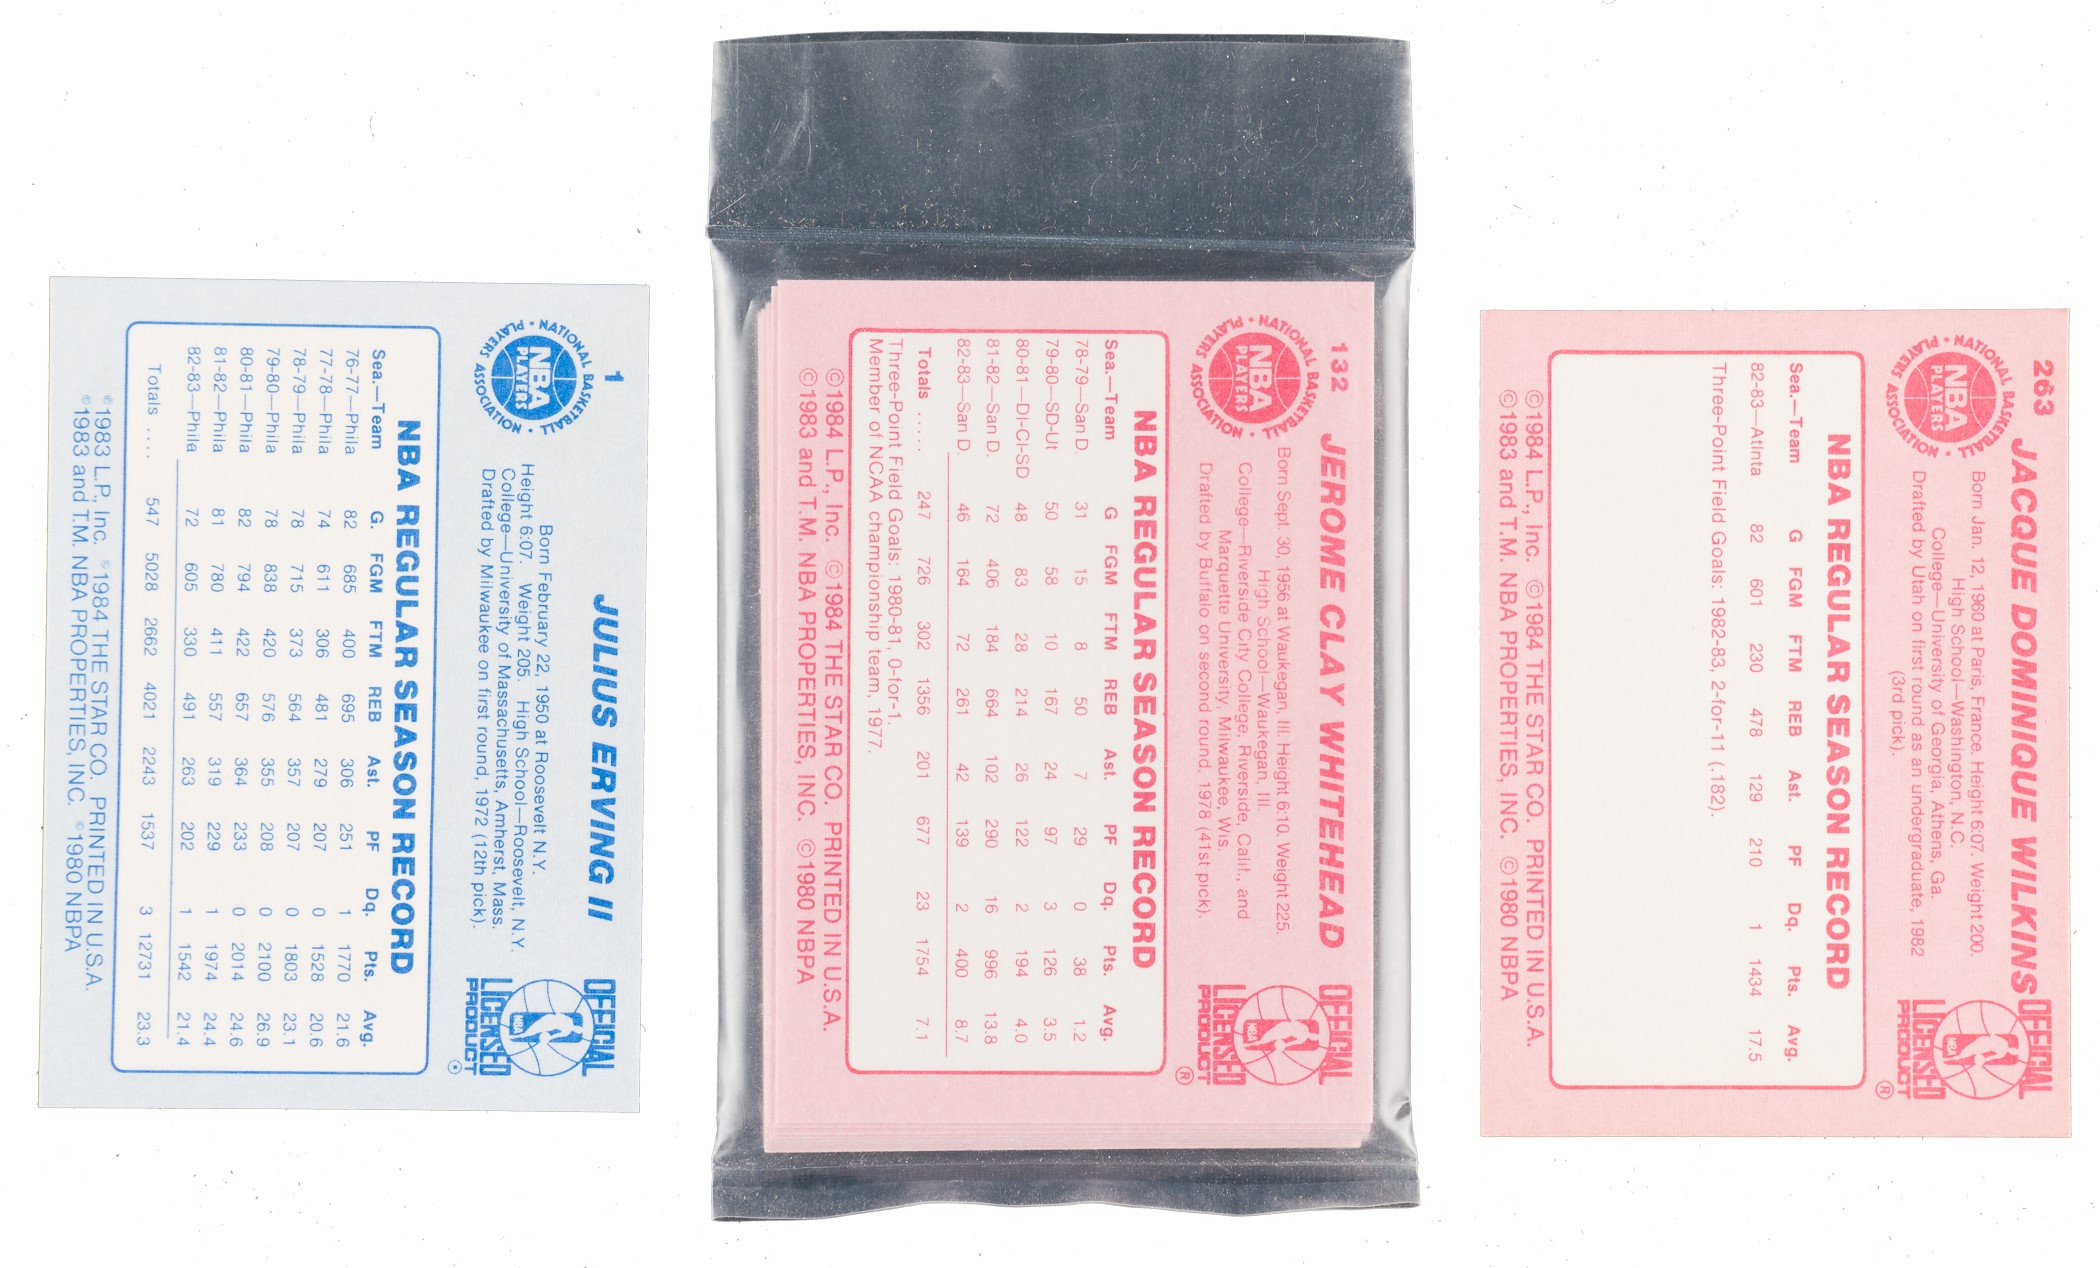 1
JULIUS ERVING II
NATIONAL BASKETBALL PLAYERS ASSOCIATION
NBA
PLAYERS
Born February 22, 1950 at Roosevelt N.Y.
Height 6:07. Weight 205. High School—Roosevelt, N.Y.
College—University of Massachusetts, Amherst, Mass.
Drafted by Milwaukee on first round, 1972 (12th pick).
OFFICIAL
NBA
LICENSED
PRODUCT
NBA REGULAR SEASON RECORD
Sea.—Team G. FGM FTM REB Ast. PF Dq. Pts. Avg.
76-77—Phila 82 685 400 695 306 251 1 1770 21.6
77-78—Phila 74 611 306 481 279 207 0 1528 20.6
78-79—Phila 78 715 373 564 357 207 0 1803 23.1
79-80—Phila 78 838 420 576 355 208 0 2100 26.9
80-81—Phila 82 794 422 657 364 233 0 2014 24.6
81-82—Phila 81 780 411 557 319 229 1 1974 24.4
82-83—Phila 72 605 330 491 263 202 1 1542 21.4
Totals .... 547 5028 2662 4021 2243 1537 3 12731 23.3
©1983 L.P., Inc. ©1984 THE STAR CO. PRINTED IN U.S.A.
©1983 and T.M. NBA PROPERTIES, INC. ©1980 NBPA
132
JEROME CLAY WHITEHEAD
NATIONAL BASKETBALL PLAYERS ASSOCIATION
NBA
PLAYERS
Born Sept. 30, 1956 at Waukegan, Ill. Height 6:10. Weight 225.
High School—Waukegan, Ill.
College—Riverside City College, Riverside, Calif., and
Marquette University, Milwaukee, Wis.
Drafted by Buffalo on second round, 1978 (41st pick).
OFFICIAL
NBA
LICENSED
PRODUCT ®
NBA REGULAR SEASON RECORD
Sea.—Team G FGM FTM REB Ast. PF Dq. Pts. Avg.
78-79—San D. 31 15 8 50 7 29 0 38 1.2
79-80—SD-Ut 50 58 10 167 24 97 3 126 3.5
80-81—Dl-Cl-SD 48 83 28 214 26 122 2 194 4.0
81-82—San D. 72 406 184 664 102 290 16 996 13.8
82-83—San D. 46 164 72 261 42 139 2 400 8.7
Totals ..... 247 726 302 1356 201 677 23 1754 7.1
Three-Point Field Goals: 1980-81, 0-for-1.
Member of NCAA championship team, 1977.
©1984 L.P., Inc. ©1984 THE STAR CO. PRINTED IN U.S.A.
©1983 and T.M. NBA PROPERTIES, INC. ©1980 NBPA
263
JACQUE DOMINIQUE WILKINS
NATIONAL BASKETBALL PLAYERS ASSOCIATION
NBA
PLAYERS
Born Jan. 12, 1960 at Paris, France. Height 6:07. Weight 200.
High School—Washington, N.C.
College—University of Georgia, Athens, Ga.
Drafted by Utah on first round as an undergraduate, 1982
(3rd pick).
OFFICIAL
NBA
LICENSED
PRODUCT ®
NBA REGULAR SEASON RECORD
Sea.—Team G FGM FTM REB Ast. PF Dq. Pts. Avg.
82-83—Atlnta 82 601 230 478 129 210 1 1434 17.5
Three-Point Field Goals: 1982-83, 2-for-11 (.182).
©1984 L.P., Inc. ©1984 THE STAR CO. PRINTED IN U.S.A.
©1983 and T.M. NBA PROPERTIES, INC. ©1980 NBPA